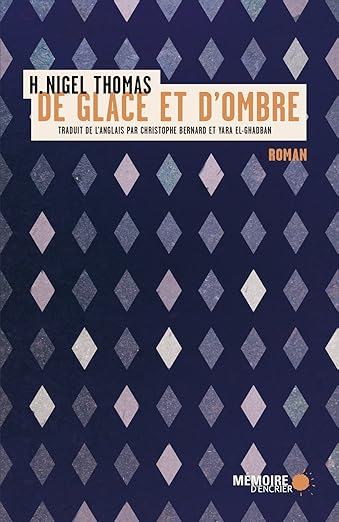 H. NIGEL THOMAS
DE GLACE ET D'OMBRE
TRADUIT DE L'ANGLAIS PAR CHRISTOPHE BERNARD ET YARA EL-GHADBAN
ROMAN
MÉMOIRE
D'ENCRIER